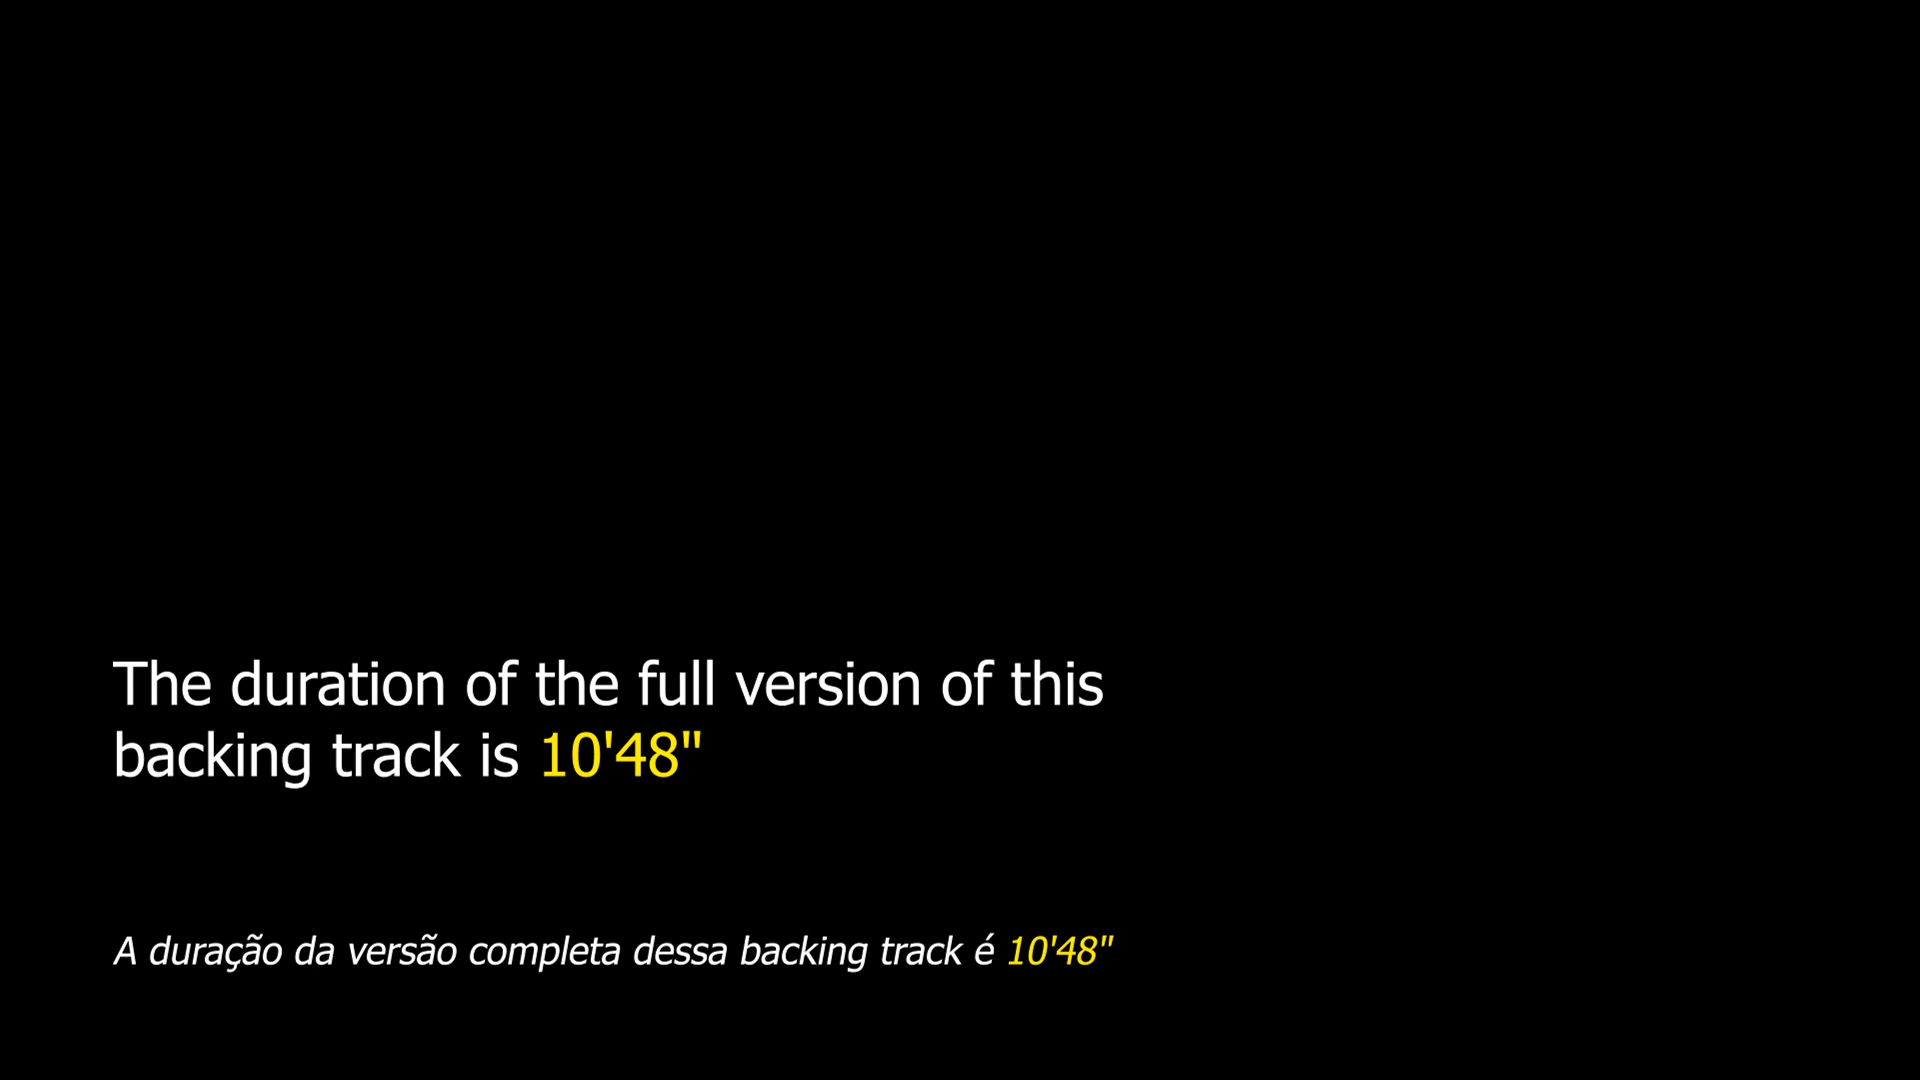 The duration of the full version of this
backing track is 10'48"
A duração da versão completa dessa backing track é 10'48"